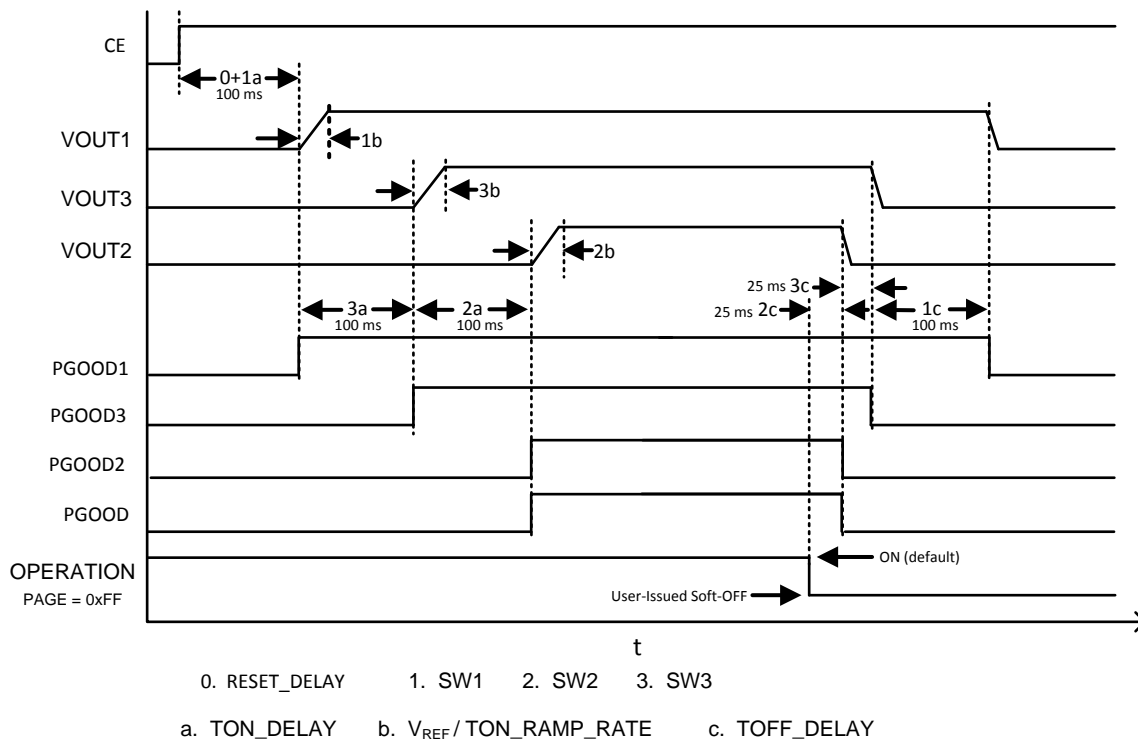 CE
0+1a
100 ms
VOUT1
1b
VOUT3
3b
VOUT2
2b
25 ms 3c
3a
100 ms
2a
100 ms
25 ms 2c
1c
100 ms
PGOOD1
PGOOD3
PGOOD2
PGOOD
OPERATION
PAGE = 0xFF
ON (default)
User-Issued Soft-OFF
t
0. RESET_DELAY 1. SW1 2. SW2 3. SW3
a. TON_DELAY b. VREF / TON_RAMP_RATE c. TOFF_DELAY